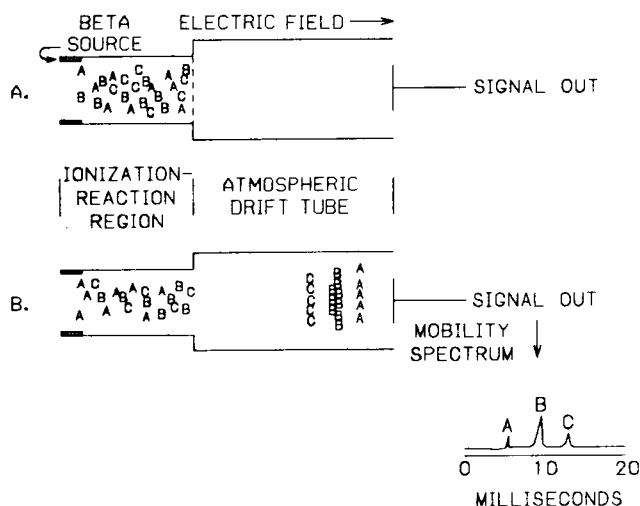 BETA
SOURCE
ELECTRIC FIELD
A.
SIGNAL OUT
IONIZATION-
REACTION
REGION
ATMOSPHERIC
DRIFT TUBE
B.
SIGNAL OUT
MOBILITY
SPECTRUM
A
B
C
0
10
20
MILLISECONDS